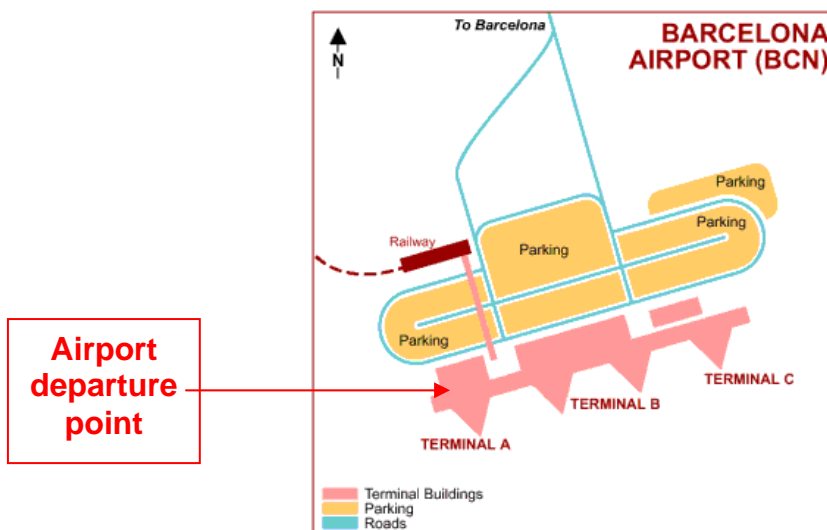 To Barcelona
BARCELONA
AIRPORT (BCN)
N
Parking
Parking
Railway
Parking
Parking
Airport
departure
point
TERMINAL C
TERMINAL B
TERMINAL A
Terminal Buildings
Parking
Roads